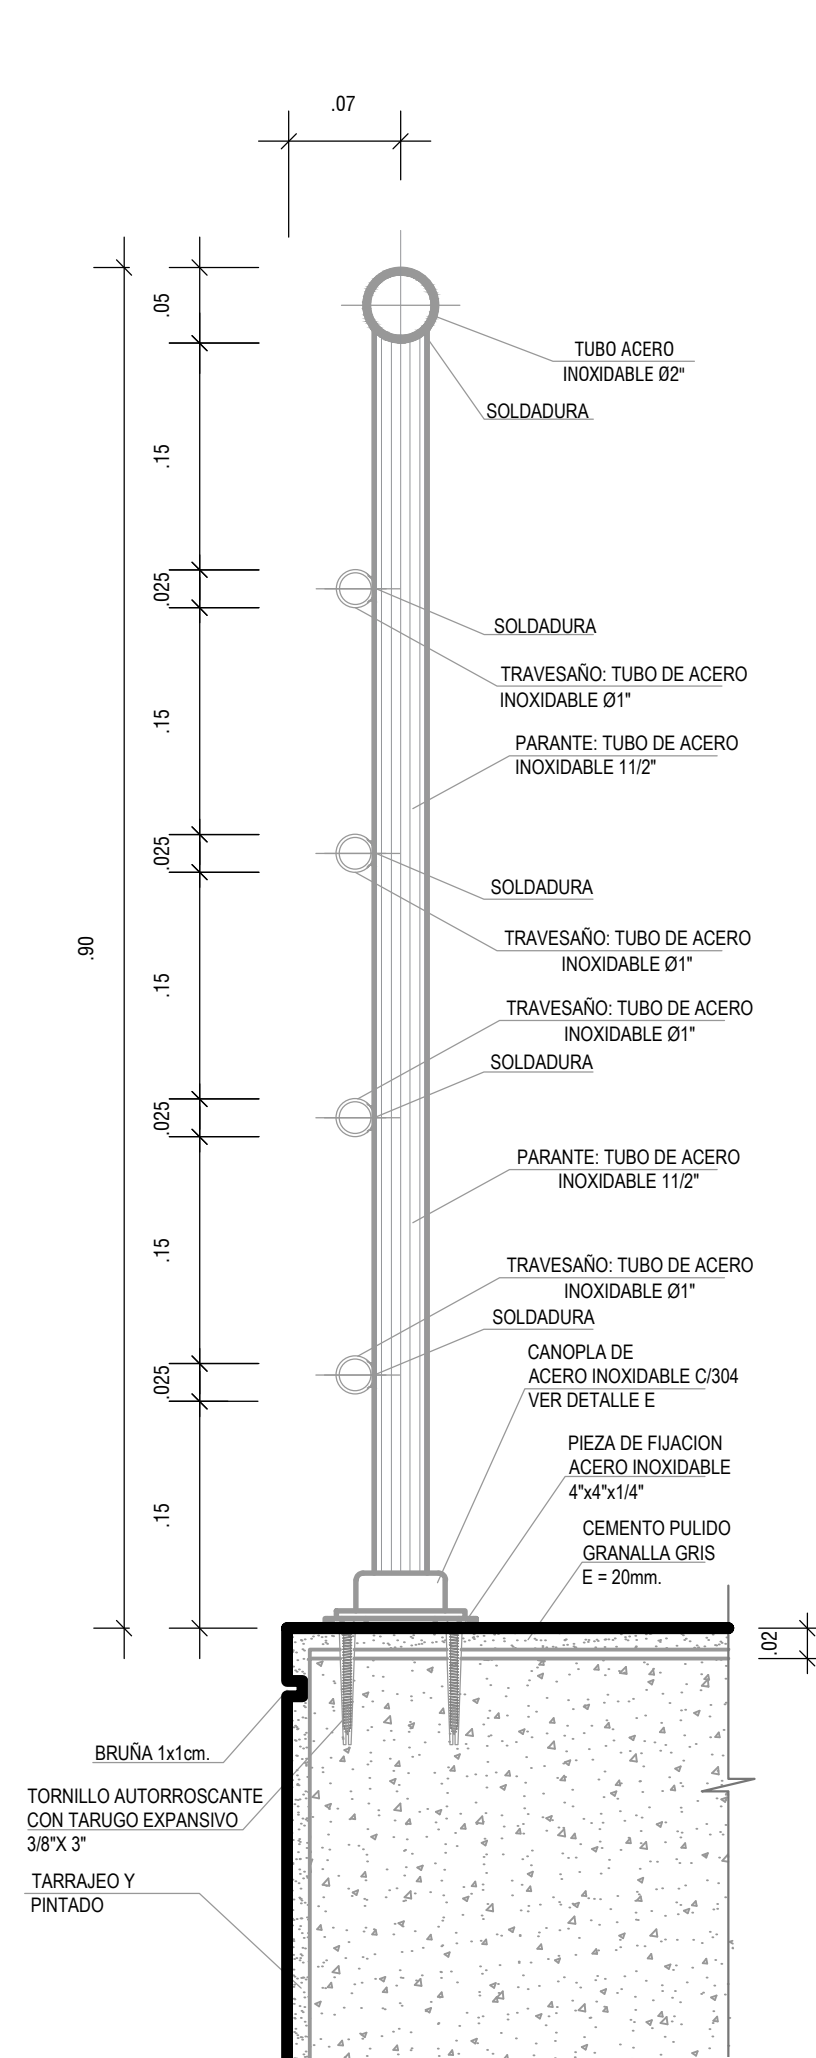 .07
.05
TUBO ACERO
INOXIDABLE Ø2"
SOLDADURA
.15
.025
SOLDADURA
TRAVESAÑO: TUBO DE ACERO
INOXIDABLE Ø1"
.15
PARANTE: TUBO DE ACERO
INOXIDABLE 11/2"
.025
SOLDADURA
.90
TRAVESAÑO: TUBO DE ACERO
INOXIDABLE Ø1"
.15
TRAVESAÑO: TUBO DE ACERO
INOXIDABLE Ø1"
SOLDADURA
.025
PARANTE: TUBO DE ACERO
INOXIDABLE 11/2"
.15
TRAVESAÑO: TUBO DE ACERO
INOXIDABLE Ø1"
SOLDADURA
CANOPLA DE
ACERO INOXIDABLE C/304
VER DETALLE E
.025
PIEZA DE FIJACION
ACERO INOXIDABLE
4"x4"x1/4"
.15
CEMENTO PULIDO
GRANALLA GRIS
E = 20mm.
.02
BRUÑA 1x1cm.
TORNILLO AUTORROSCANTE
CON TARUGO EXPANSIVO
3/8"X 3"
TARRAJEO Y
PINTADO